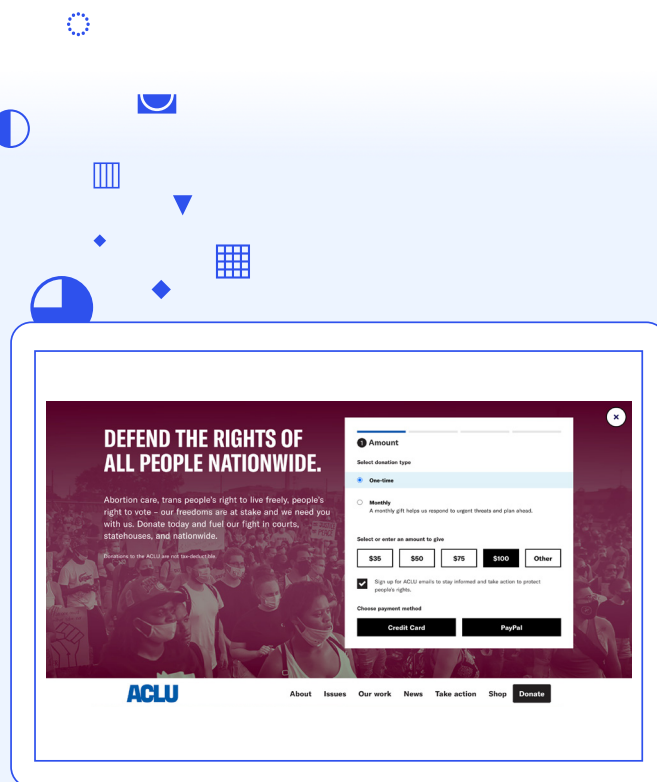 DEFEND THE RIGHTS OF
ALL PEOPLE NATIONWIDE.
Abortion care, trans people's right to live freely, people's
right to vote – our freedoms are at stake and we need you
with us. Donate today and fuel our fight in courts,
statehouses, and nationwide.
Donations to the ACLU are not tax-deductible.
×
1 Amount
Select donation type
One-time
Monthly
A monthly gift helps us respond to urgent threats and plan ahead.
Select or enter an amount to give
$35 $50 $75 $100 Other
Sign up for ACLU emails to stay informed and take action to protect
people's rights.
Choose payment method
Credit Card PayPal
ACLU About Issues Our work News Take action Shop Donate